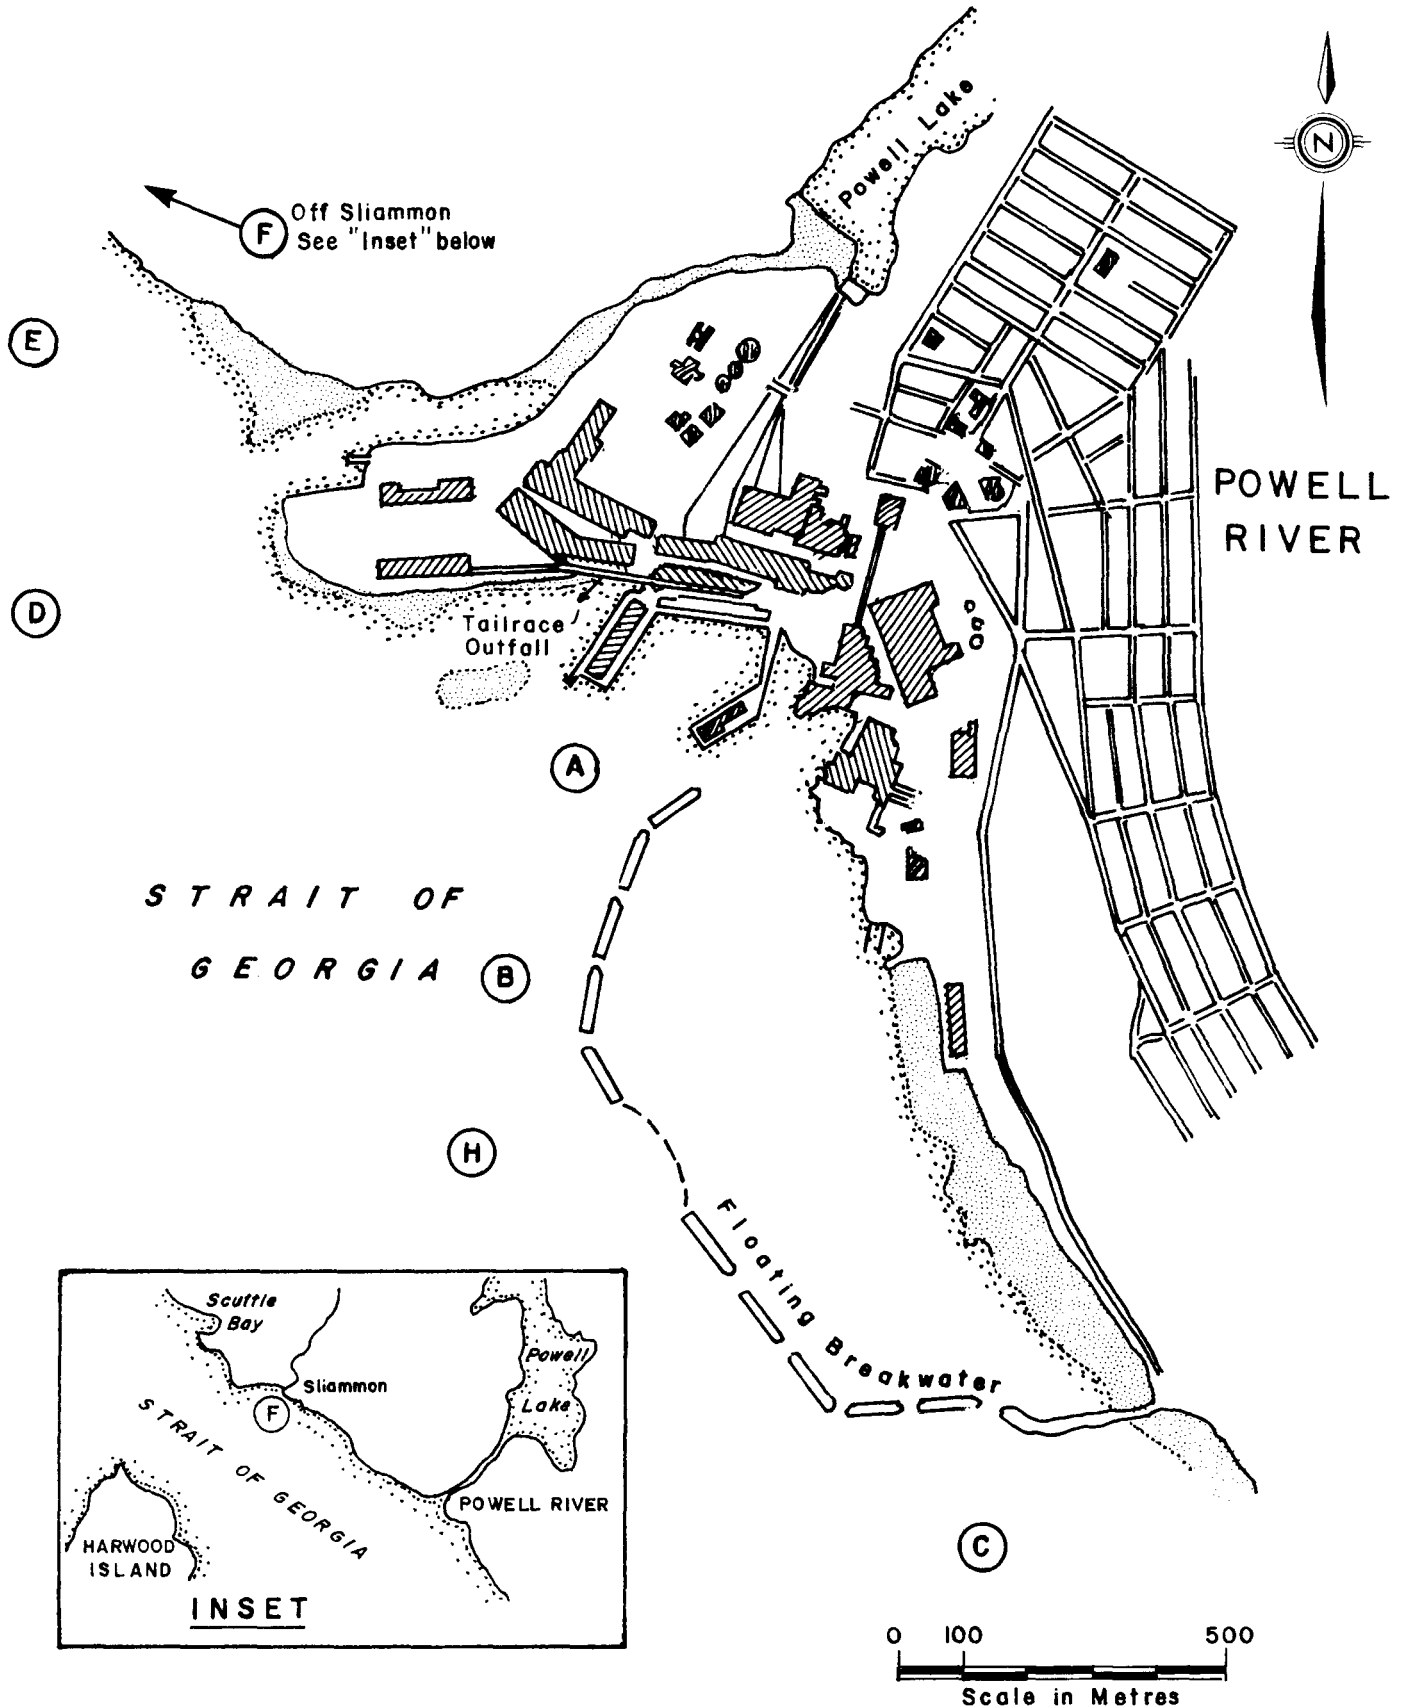 Powell Lake
N
F
Off Sliammon
See "Inset" below
E
POWELL
RIVER
D
Tailrace
Outfall
A
STRAIT OF
GEORGIA
B
H
Floating Breakwater
Scuttle
Bay
Powell
Lake
Sliammon
F
STRAIT OF GEORGIA
POWELL RIVER
HARWOOD
ISLAND
INSET
C
0 100 500
Scale in Metres